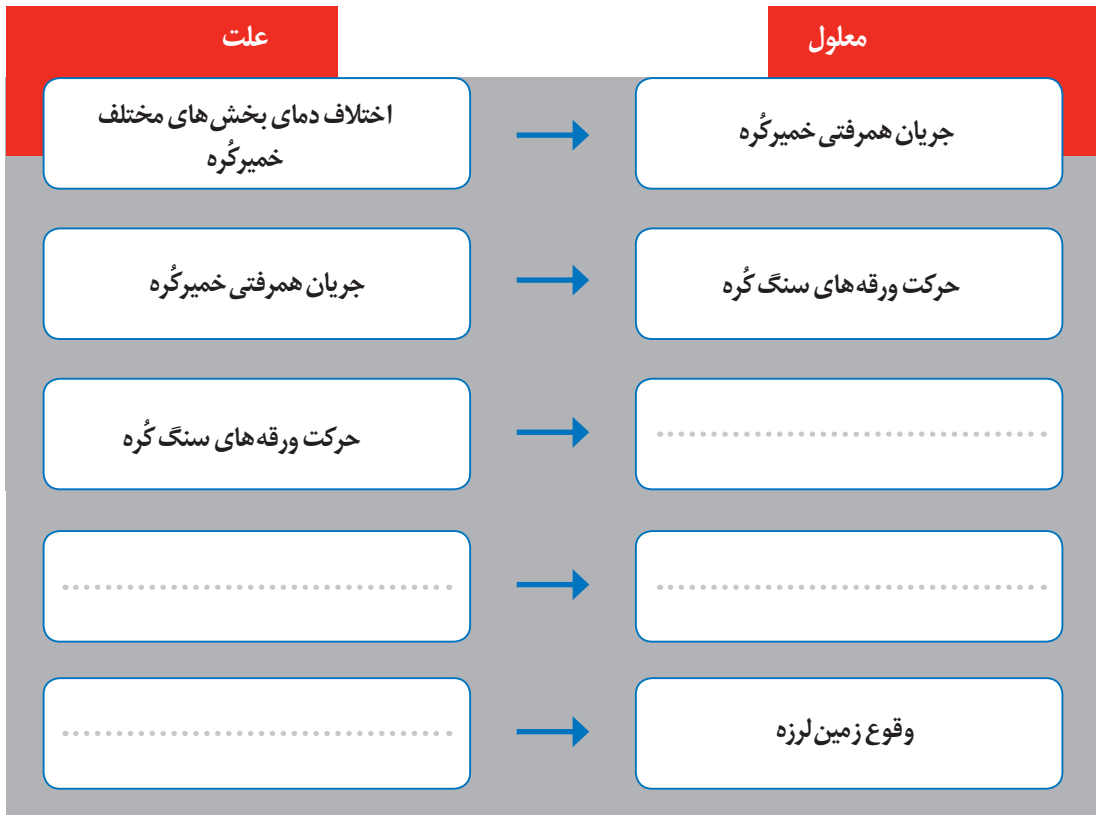 علت
معلول
اختلاف دمای بخش‌های مختلف
خمیرکُره
جریان همرفتی خمیرکُره
جریان همرفتی خمیرکُره
حرکت ورقه‌های سنگ کُره
حرکت ورقه‌های سنگ کُره
..........................................
..........................................
..........................................
..........................................
وقوع زمین‌لرزه